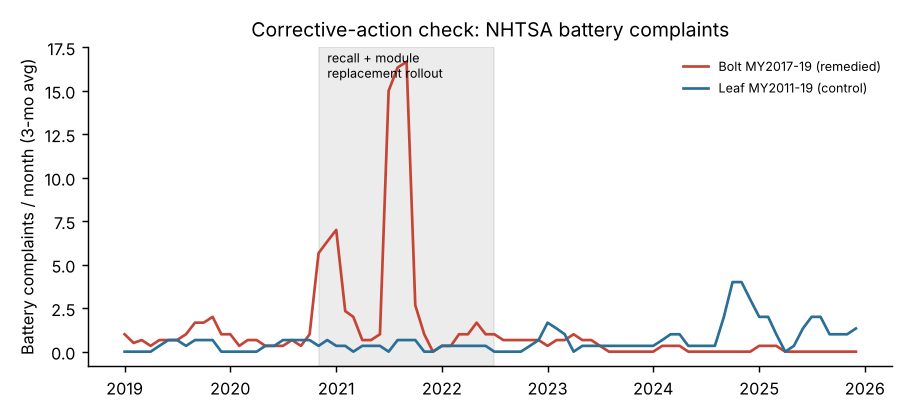 Corrective-action check: NHTSA battery complaints
Battery complaints / month (3-mo avg)
17.5
15.0
12.5
10.0
7.5
5.0
2.5
0.0
recall + module
replacement rollout
Bolt MY2017-19 (remedied)
Leaf MY2011-19 (control)
2019 2020 2021 2022 2023 2024 2025 2026